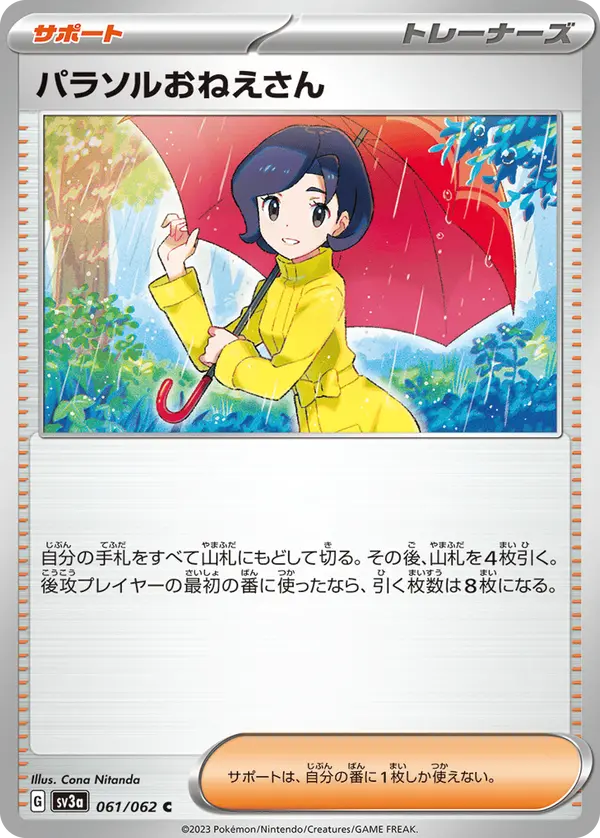 サポート
トレーナーズ
パラソルおねえさん
自分の手札をすべて山札にもどして切る。その後、山札を4枚引く。
後攻プレイヤーの最初の番に使ったなら、引く枚数は8枚になる。
Illus. Cona Nitanda
サポートは、自分の番に1枚しか使えない。
G sv3a 061/062 C
©2023 Pokémon/Nintendo/Creatures/GAME FREAK.